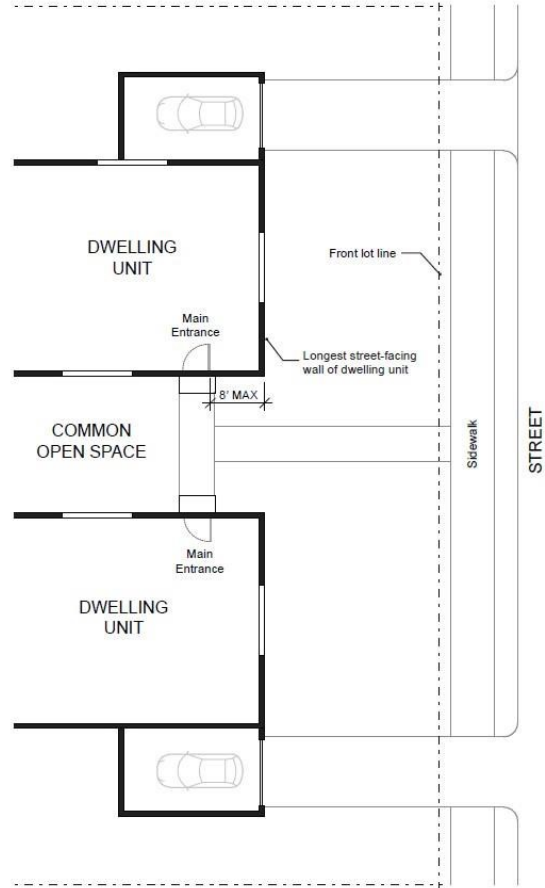 DWELLING
UNIT
Front lot line
Main
Entrance
Longest street-facing
wall of dwelling unit
8' MAX
COMMON
OPEN SPACE
Sidewalk
STREET
Main
Entrance
DWELLING
UNIT